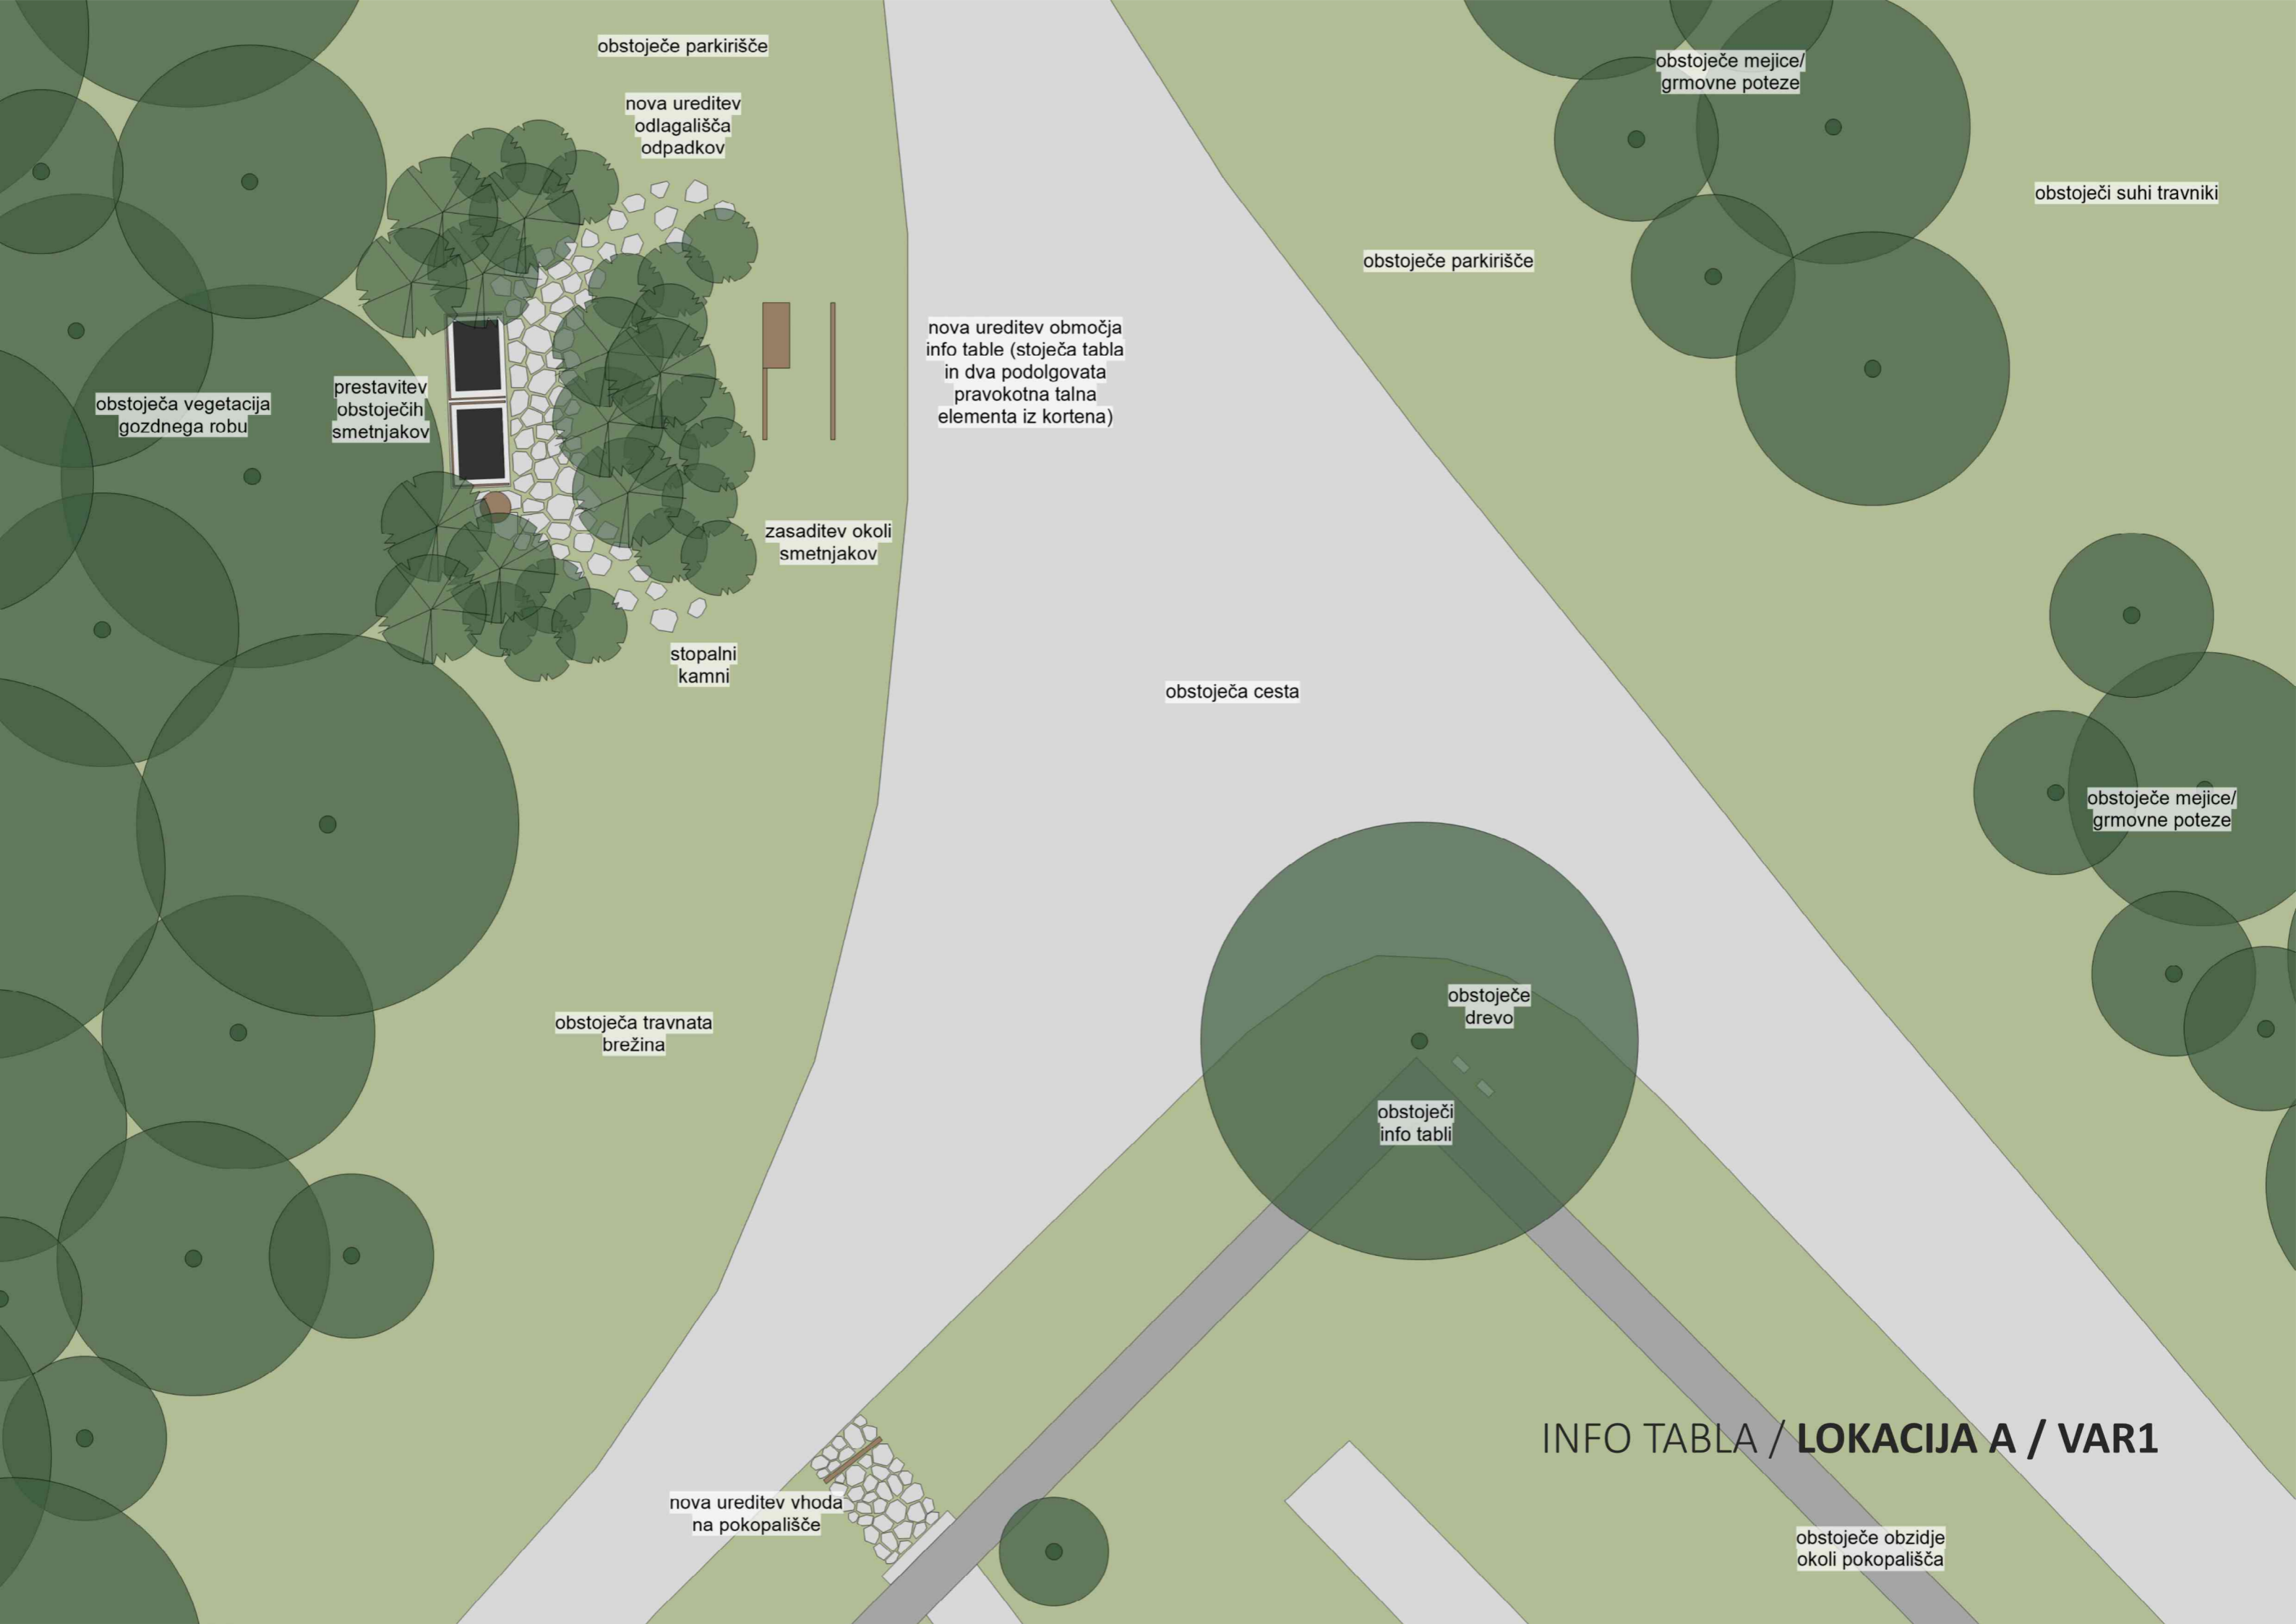 obstoječe parkirišče
nova ureditev
odlagališča
odpadkov
obstoječe mejice/
grmovne poteze
obstoječi suhi travniki
obstoječe parkirišče
nova ureditev območja
info table (stoječa tabla
in dva podolgovata
pravokotna talna
elementa iz kortena)
prestavitev
obstoječih
smetnjakov
obstoječa vegetacija
gozdnega robu
zasaditev okoli
smetnjakov
stopalni
kamni
obstoječa cesta
obstoječe mejice/
grmovne poteze
obstoječe
drevo
obstoječa travnata
brežina
obstoječi
info tabli
INFO TABLA / LOKACIJA A / VAR1
nova ureditev vhoda
na pokopališče
obstoječe obzidje
okoli pokopališča